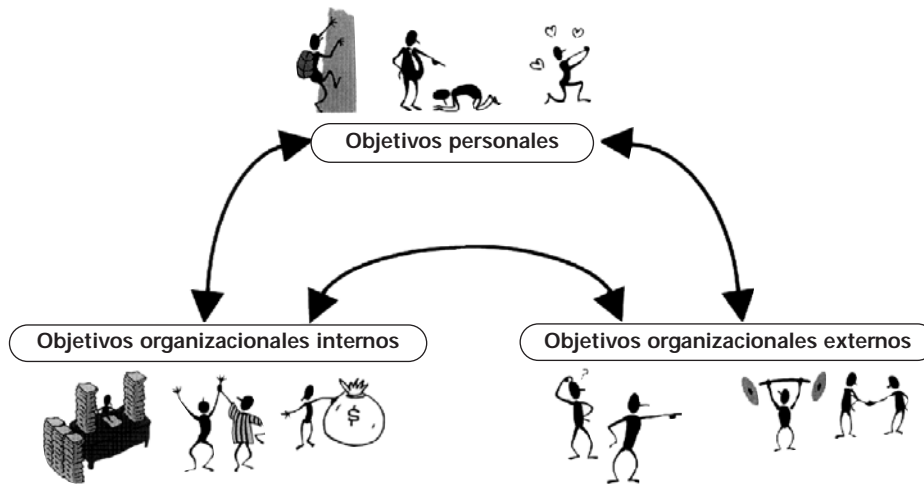 Objetivos personales
Objetivos organizacionales internos
Objetivos organizacionales externos
$
?